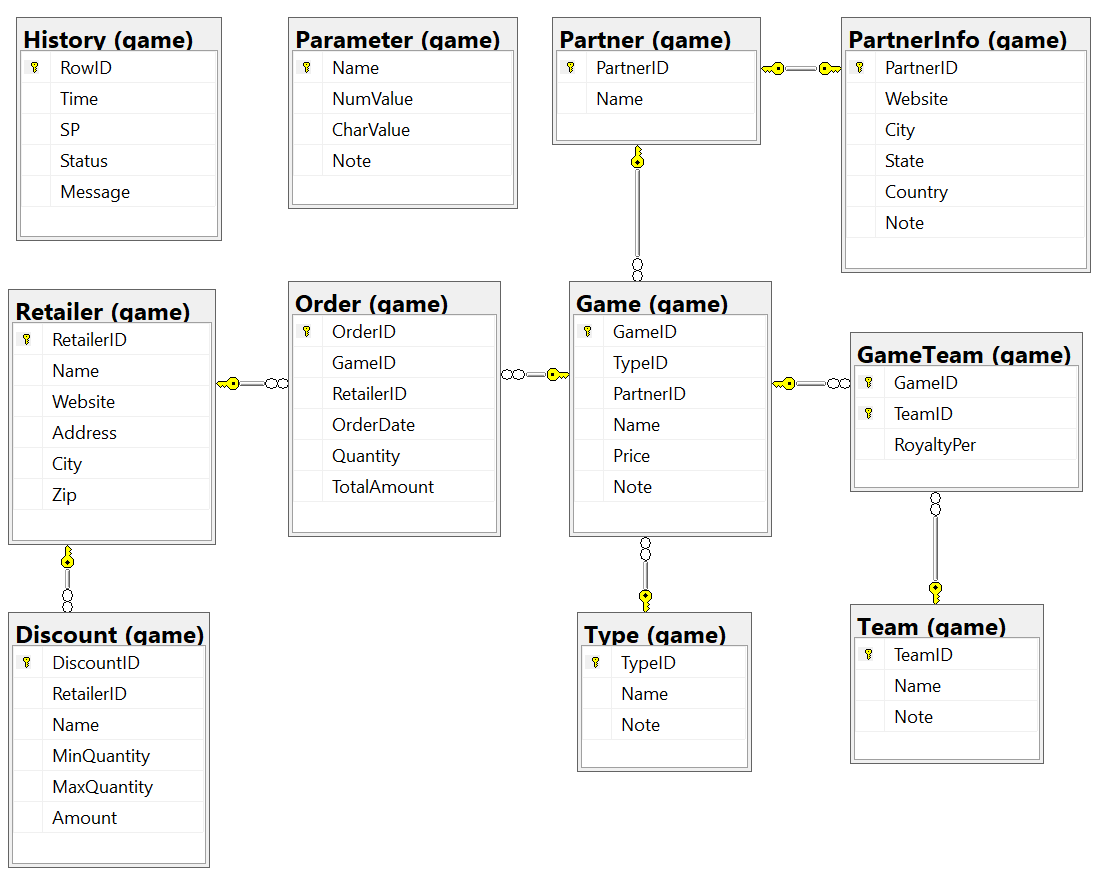 History (game)
RowID
Time
SP
Status
Message
Parameter (game)
Name
NumValue
CharValue
Note
Partner (game)
PartnerID
Name
PartnerInfo (game)
PartnerID
Website
City
State
Country
Note
Retailer (game)
RetailerID
Name
Website
Address
City
Zip
Order (game)
OrderID
GameID
RetailerID
OrderDate
Quantity
TotalAmount
Game (game)
GameID
TypeID
PartnerID
Name
Price
Note
GameTeam (game)
GameID
TeamID
RoyaltyPer
Discount (game)
DiscountID
RetailerID
Name
MinQuantity
MaxQuantity
Amount
Type (game)
TypeID
Name
Note
Team (game)
TeamID
Name
Note